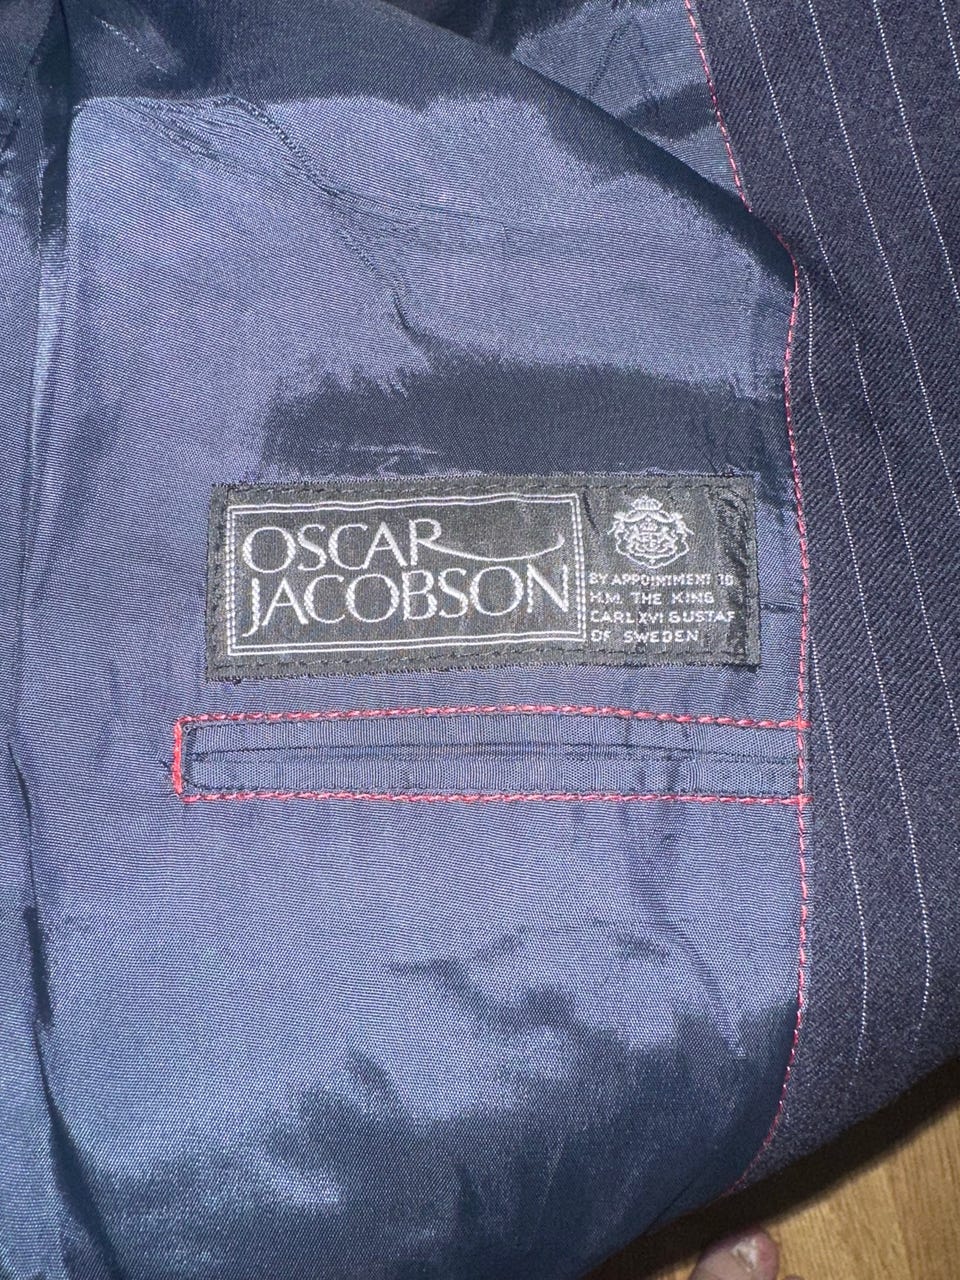 OSCAR
JACOBSON
BY APPOINTMENT TO
H.M. THE KING
CARL XVI GUSTAF
OF SWEDEN